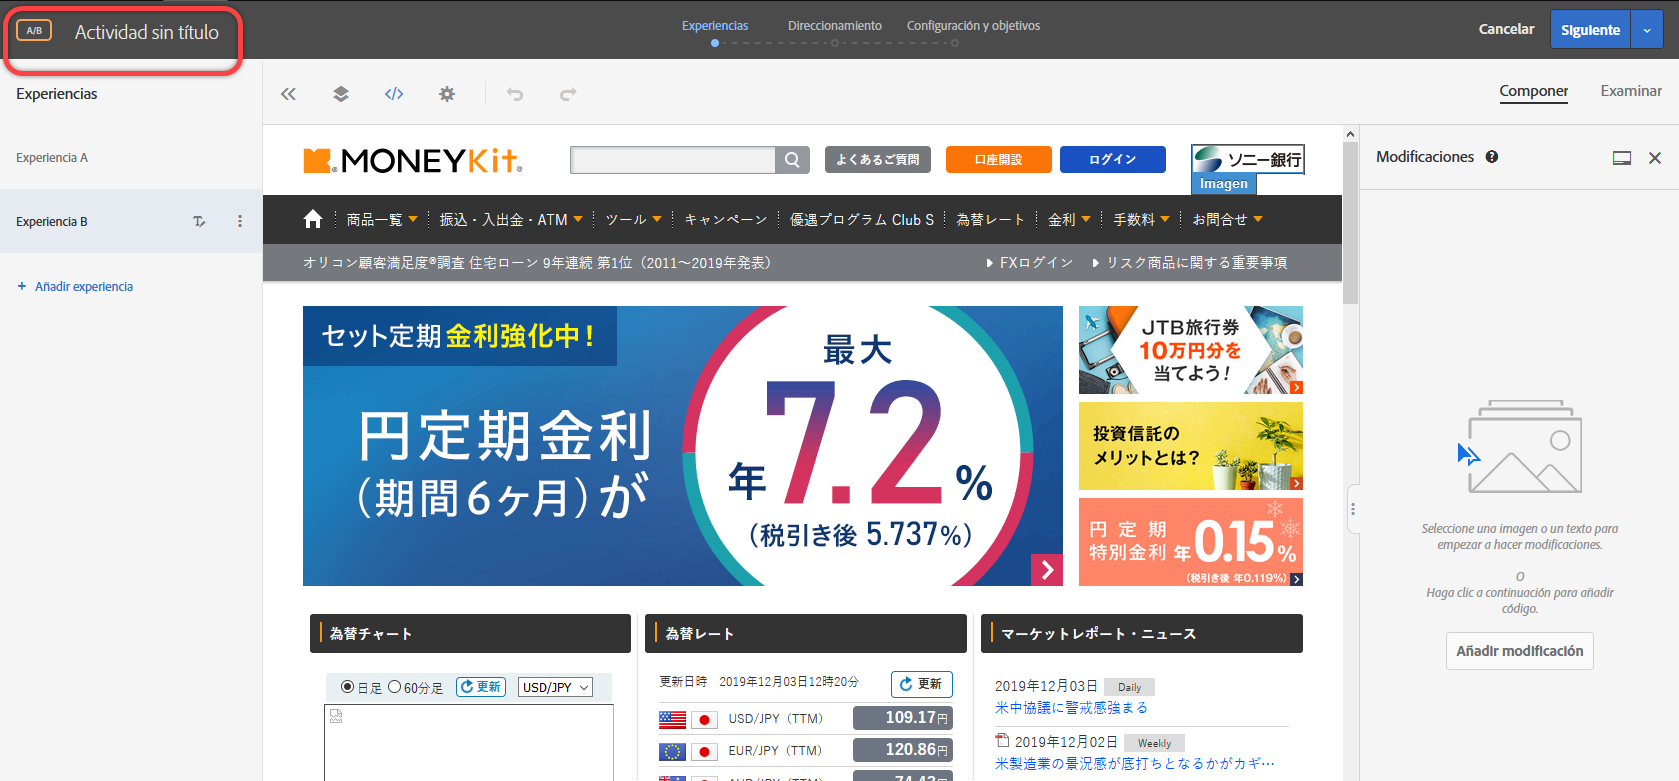 A/B Actividad sin título
Experiencias Direccionamiento Configuración y objetivos
Cancelar Siguiente
Experiencias
Componer Examinar
Experiencia A
Experiencia B
+ Añadir experiencia
MONEYKit
よくあるご質問 口座開設 ログイン ソニー銀行
Imagen
商品一覧 振込・入出金・ATM ツール キャンペーン 優遇プログラム Club S 為替レート 金利 手数料 お問合せ
オリコン顧客満足度®調査 住宅ローン 9年連続 第1位（2011～2019年発表） FXログイン リスク商品に関する重要事項
セット定期 金利強化中！
円定期金利
（期間6ヶ月）が
最大
年7.2%
（税引き後 5.737%）
JTB旅行券
10万円分を
当てよう！
投資信託の
メリットとは？
円定期
特別金利 年0.15%
（税引き後 年0.119%）
為替チャート
日足 60分足 更新 USD/JPY
為替レート
更新日時 2019年12月03日12時20分 更新
USD/JPY（TTM） 109.17円
EUR/JPY（TTM） 120.86円
マーケットレポート・ニュース
2019年12月03日 Daily
米中協議に警戒感強まる
2019年12月02日 Weekly
米製造業の景況感が底打ちとなるかがカギ…
Modificaciones
Seleccione una imagen o un texto para
empezar a hacer modificaciones.
O
Haga clic a continuación para añadir
código.
Añadir modificación